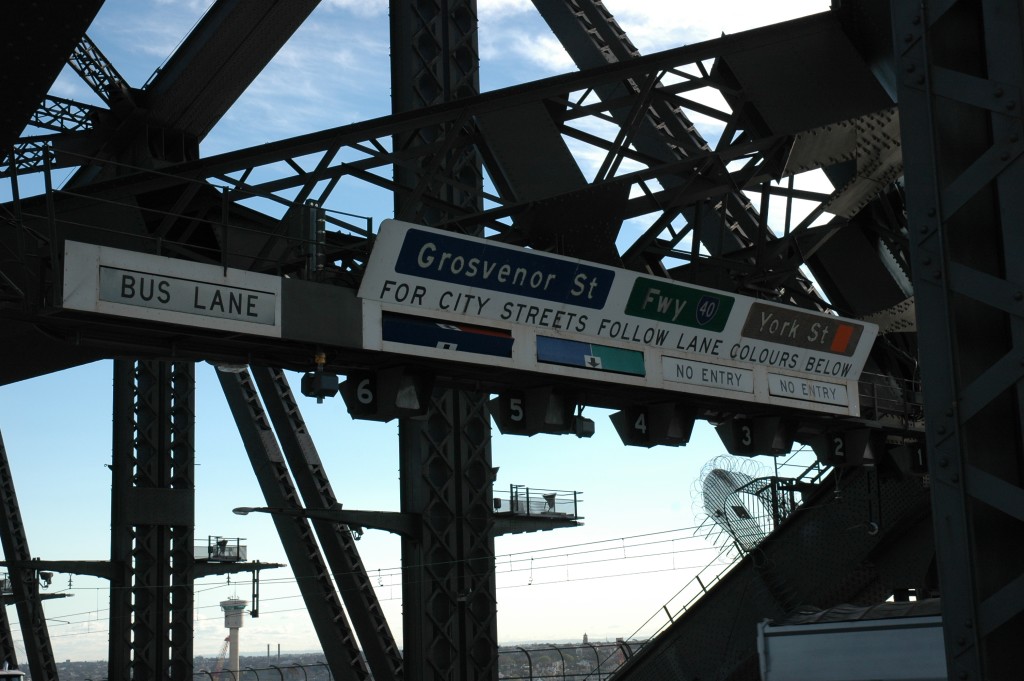 BUS LANE
Grosvenor St
Fwy 40
York St
FOR CITY STREETS FOLLOW LANE COLOURS BELOW
NO ENTRY
NO ENTRY
6
5
4
3
2
1